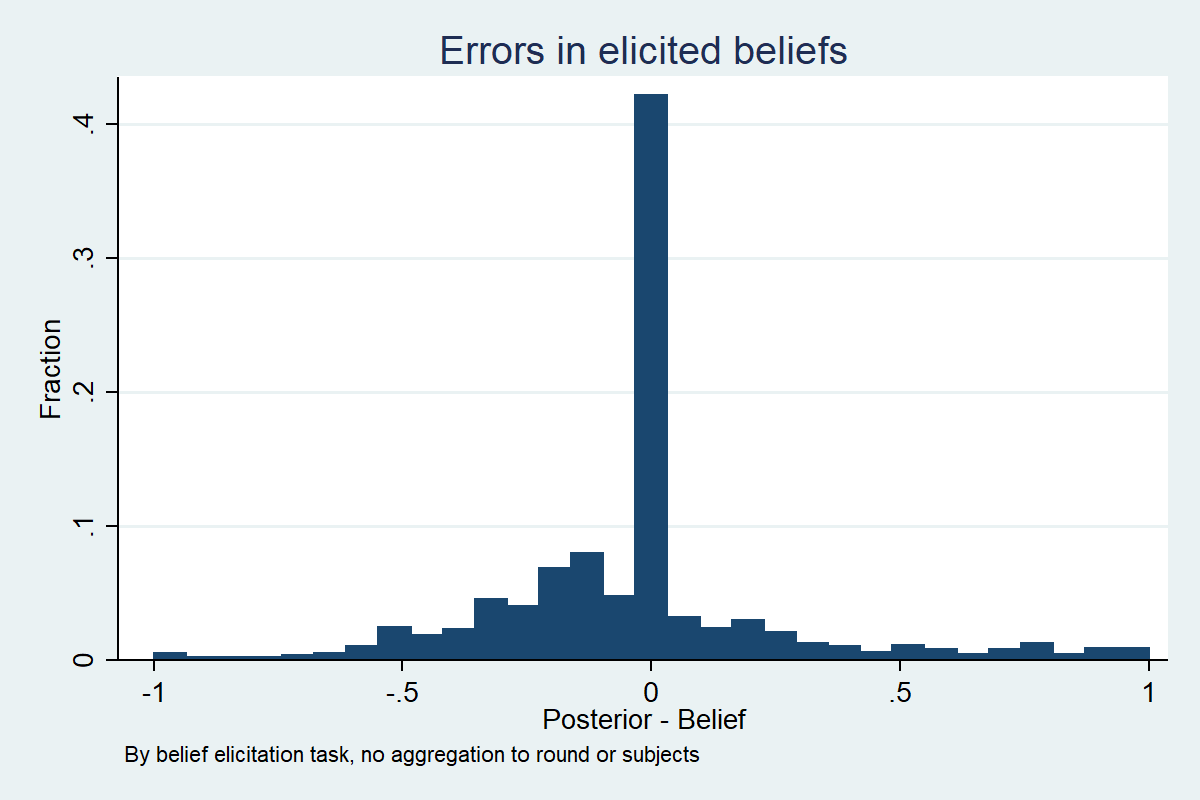 Errors in elicited beliefs
.4
.3
.2
.1
0
Fraction
-1
-.5
0
.5
1
Posterior - Belief
By belief elicitation task, no aggregation to round or subjects